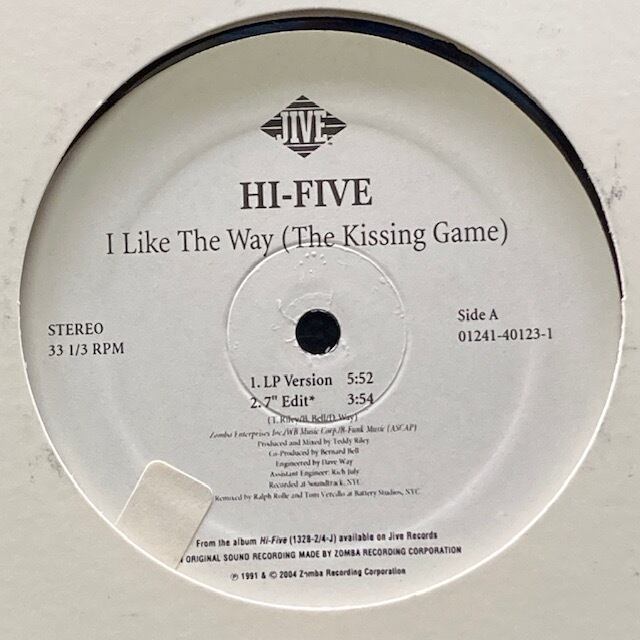 JIVE
HI-FIVE
I Like The Way (The Kissing Game)
STEREO
33 1/3 RPM
Side A
01241-40123-1
1. LP Version 5:52
2. 7" Edit* 3:54
(T. Riley/B. Bell/D. Way)
Zomba Enterprises Inc./WB Music Corp./B-Funk Music (ASCAP)
Produced and Mixed by Teddy Riley
Co-Produced by Bernard Bell
Engineered by Dave Way
Assistant Engineer: Rich July
Recorded at Soundtrack, NYC
Remixed by Ralph Rolle and Tom Vercillo at Battery Studios, NYC
From the album Hi-Five (1328-2/4-J) available on Jive Records
ORIGINAL SOUND RECORDING MADE BY ZOMBA RECORDING CORPORATION
℗ 1991 & © 2004 Zomba Recording Corporation